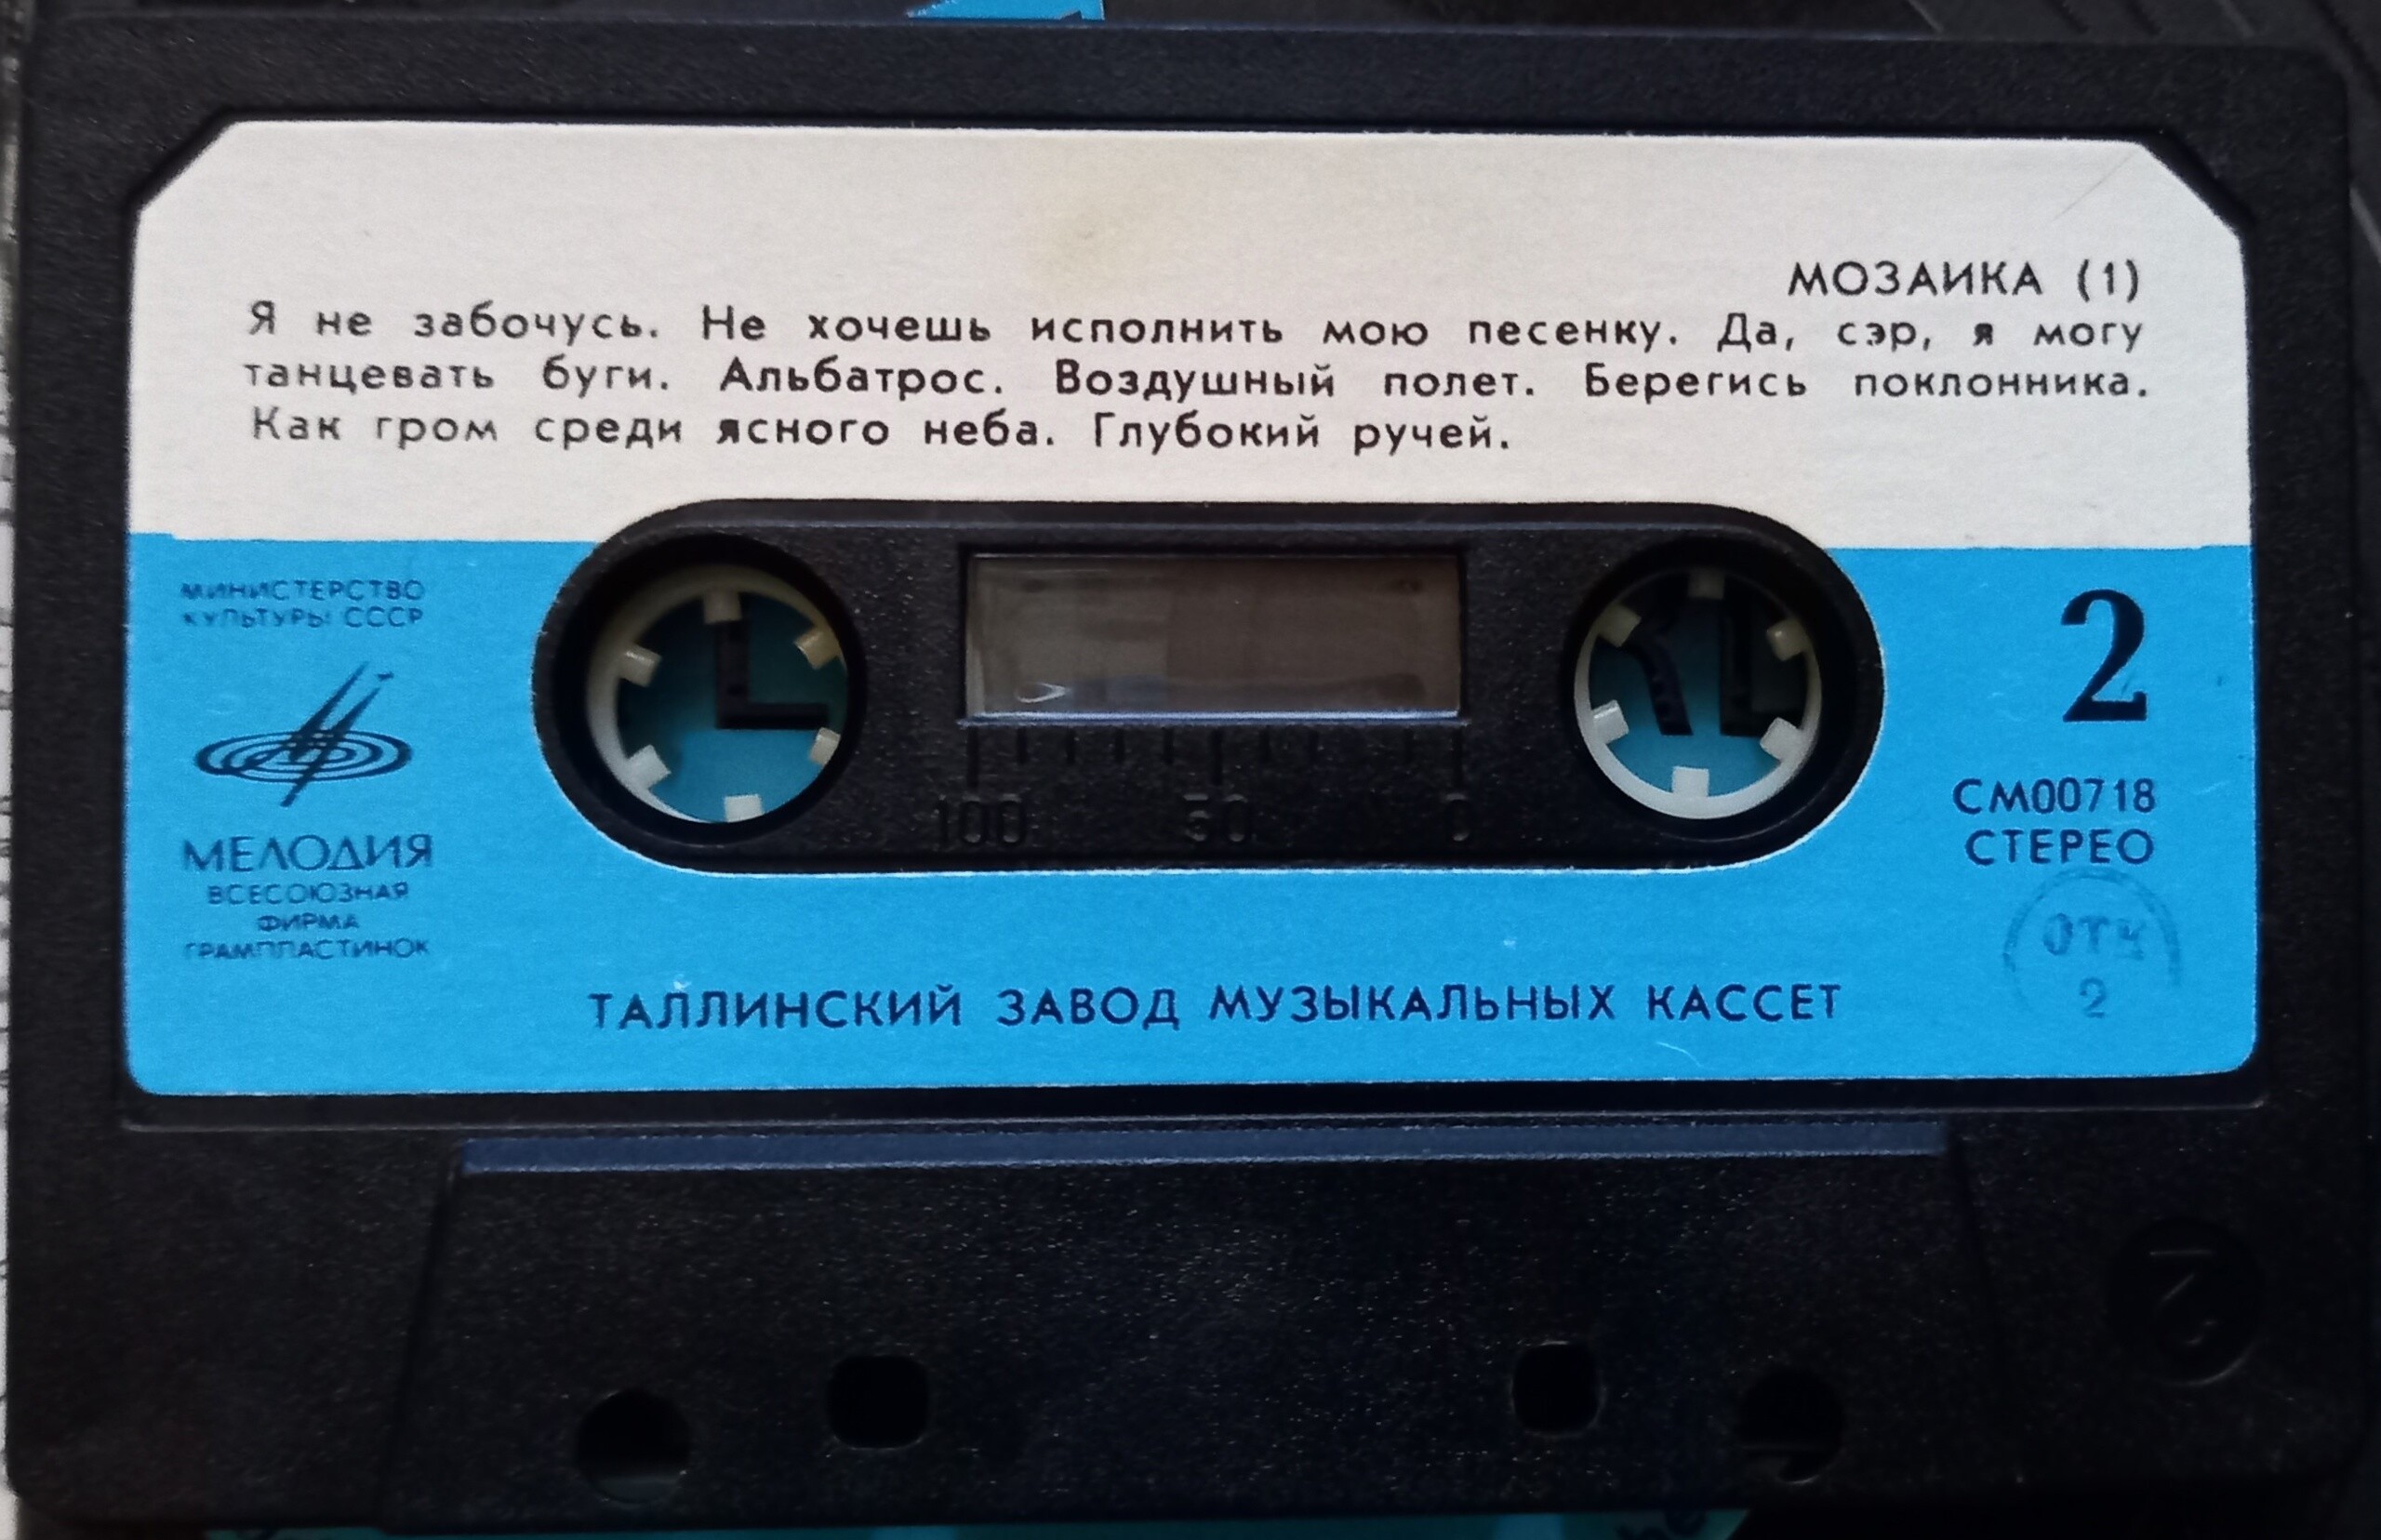 МОЗАИКА (1)
Я не забочусь. Не хочешь исполнить мою песенку. Да, сэр, я могу
танцевать буги. Альбатрос. Воздушный полет. Берегись поклонника.
Как гром среди ясного неба. Глубокий ручей.
МИНИСТЕРСТВО
КУЛЬТУРЫ СССР
МЕЛОДИЯ
ВСЕСОЮЗНАЯ
ФИРМА
ГРАМПЛАСТИНОК
100 50 0
2
СМ00718
СТЕРЕО
ОТК
2
ТАЛЛИНСКИЙ ЗАВОД МУЗЫКАЛЬНЫХ КАССЕТ